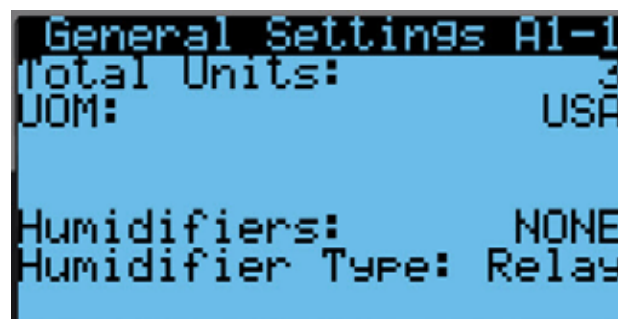 General Settings A1-1
Total Units: 3
UOM: USA
Humidifiers: NONE
Humidifier Type: Relay